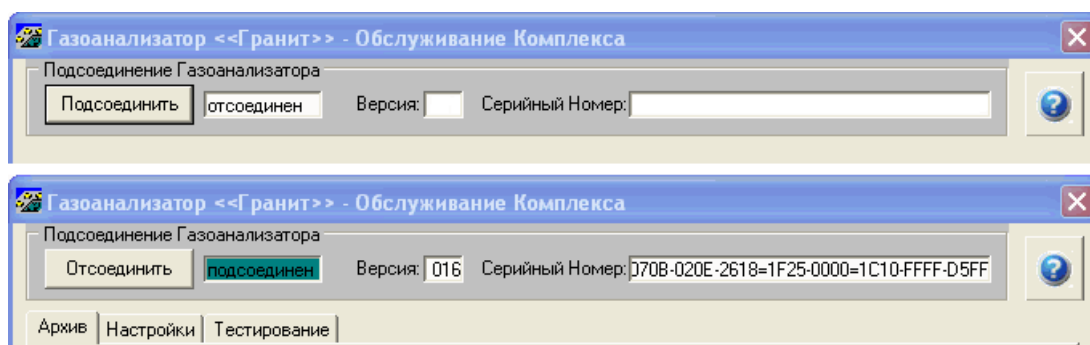 Газоанализатор <<Гранит>> - Обслуживание Комплекса
Подсоединение Газоанализатора
Подсоединить отсоединен Версия: Серийный Номер:
Газоанализатор <<Гранит>> - Обслуживание Комплекса
Подсоединение Газоанализатора
Отсоединить подсоединен Версия: 016 Серийный Номер: 070B-020E-2618=1F25-0000=1C10-FFFF-D5FF
Архив Настройки Тестирование